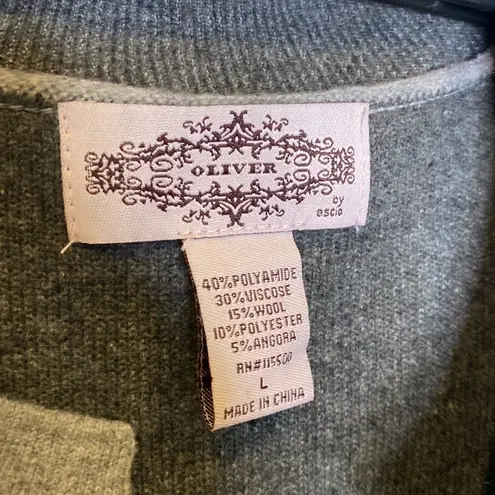 OLIVER
by
escio
40%POLYAMIDE
30%VISCOSE
15%WOOL
10%POLYESTER
5%ANGORA
RN#115500
L
MADE IN CHINA